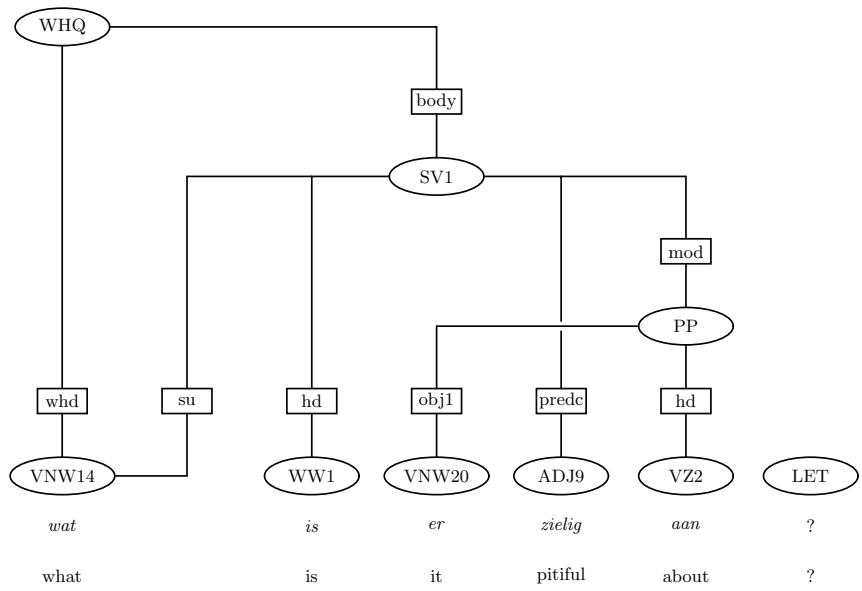 WHQ
body
SV1
mod
PP
whd su hd obj1 predc hd
VNW14 WW1 VNW20 ADJ9 VZ2 LET
wat is er zielig aan ?
what is it pitiful about ?